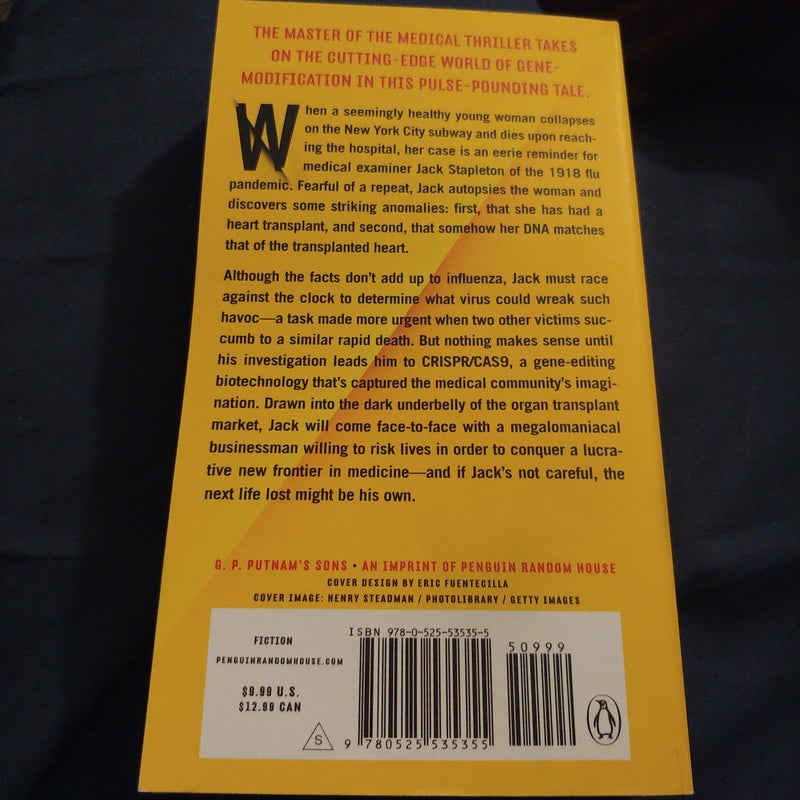 THE MASTER OF THE MEDICAL THRILLER TAKES
ON THE CUTTING-EDGE WORLD OF GENE-
MODIFICATION IN THIS PULSE-POUNDING TALE.
When a seemingly healthy young woman collapses
on the New York City subway and dies upon reach-
ing the hospital, her case is an eerie reminder for
medical examiner Jack Stapleton of the 1918 flu
pandemic. Fearful of a repeat, Jack autopsies the woman and
discovers some striking anomalies: first, that she has had a
heart transplant, and second, that somehow her DNA matches
that of the transplanted heart.
Although the facts don't add up to influenza, Jack must race
against the clock to determine what virus could wreak such
havoc—a task made more urgent when two other victims suc-
cumb to a similar rapid death. But nothing makes sense until
his investigation leads him to CRISPR/CAS9, a gene-editing
biotechnology that's captured the medical community's imagi-
nation. Drawn into the dark underbelly of the organ transplant
market, Jack will come face-to-face with a megalomaniacal
businessman willing to risk lives in order to conquer a lucra-
tive new frontier in medicine—and if Jack's not careful, the
next life lost might be his own.
G. P. PUTNAM'S SONS • AN IMPRINT OF PENGUIN RANDOM HOUSE
COVER DESIGN BY ERIC FUENTECILLA
COVER IMAGE: HENRY STEADMAN / PHOTOLIBRARY / GETTY IMAGES
FICTION
PENGUINRANDOMHOUSE.COM
$9.99 U.S.
$12.99 CAN
S
ISBN 978-0-525-53535-5
50999
9 780525 535355